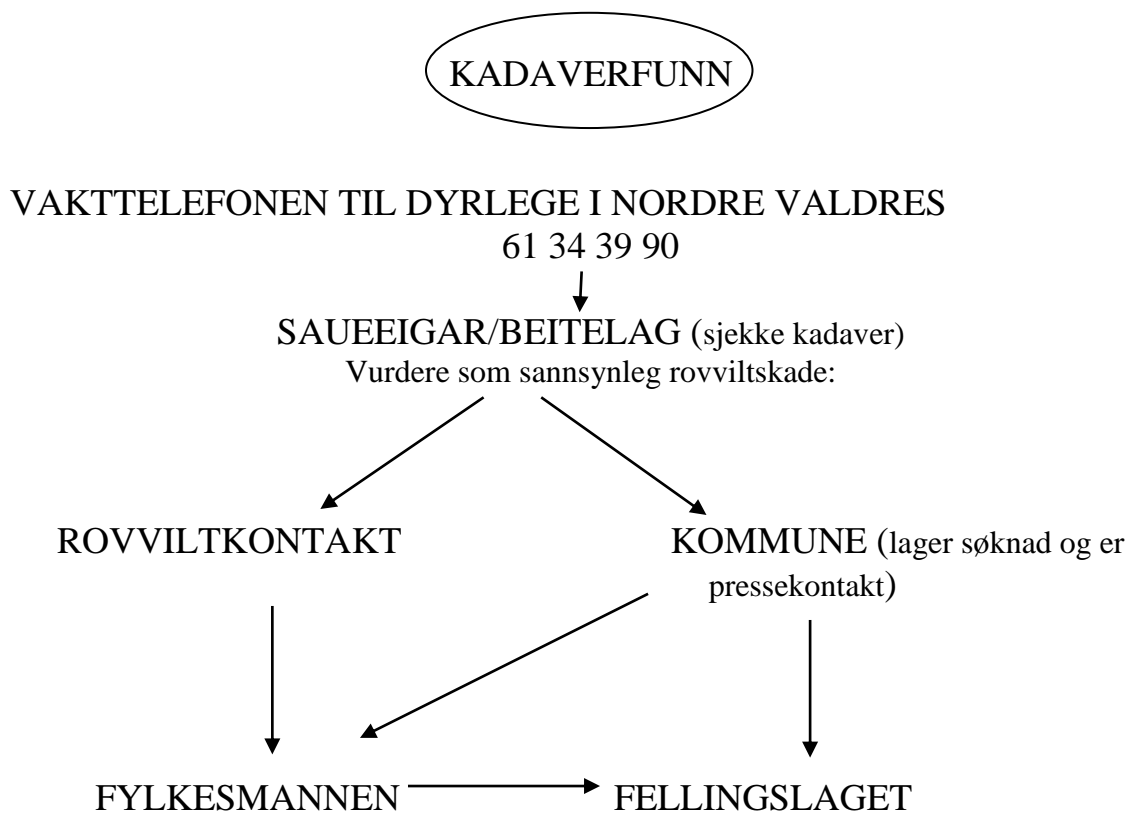 KADAVERFUNN
VAKTTELEFONEN TIL DYRLEGE I NORDRE VALDRES
61 34 39 90
SAUEEIGAR/BEITELAG (sjekke kadaver)
Vurdere som sannsynleg rovviltskade:
ROVVILTKONTAKT
KOMMUNE (lager søknad og er
pressekontakt)
FYLKESMANNEN
FELLINGSLAGET